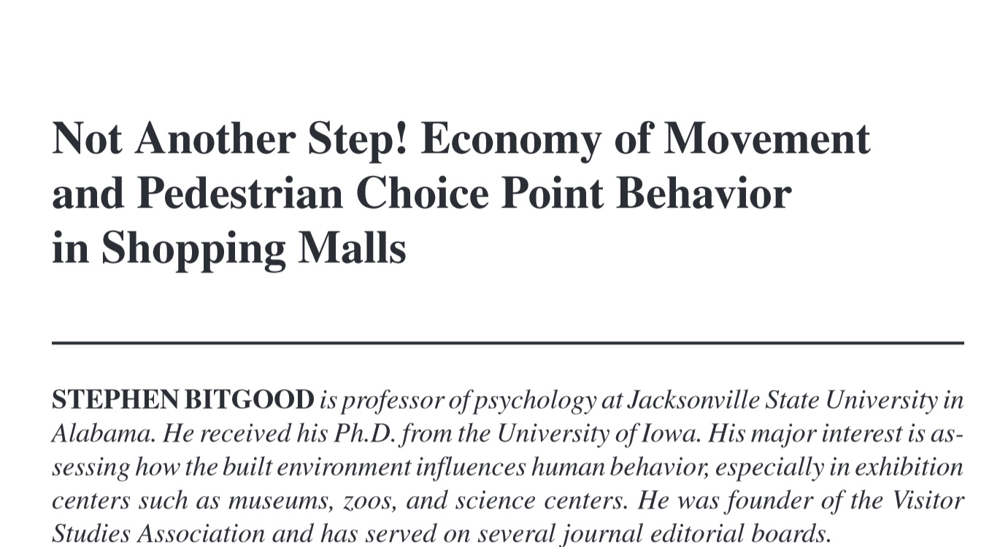 Not Another Step! Economy of Movement
and Pedestrian Choice Point Behavior
in Shopping Malls
STEPHEN BITGOOD is professor of psychology at Jacksonville State University in
Alabama. He received his Ph.D. from the University of Iowa. His major interest is as-
sessing how the built environment influences human behavior, especially in exhibition
centers such as museums, zoos, and science centers. He was founder of the Visitor
Studies Association and has served on several journal editorial boards.